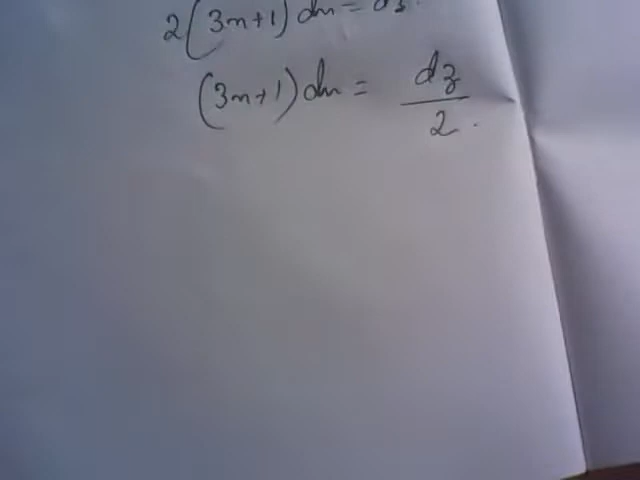 2(3x+1) dx = dz.
(3x+1) dx = dz/2.